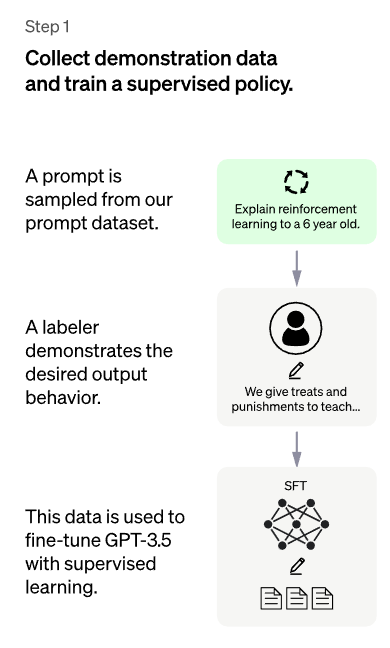 Step 1
Collect demonstration data
and train a supervised policy.
A prompt is
sampled from our
prompt dataset.
Explain reinforcement
learning to a 6 year old.
A labeler
demonstrates the
desired output
behavior.
We give treats and
punishments to teach...
This data is used to
fine-tune GPT-3.5
with supervised
learning.
SFT